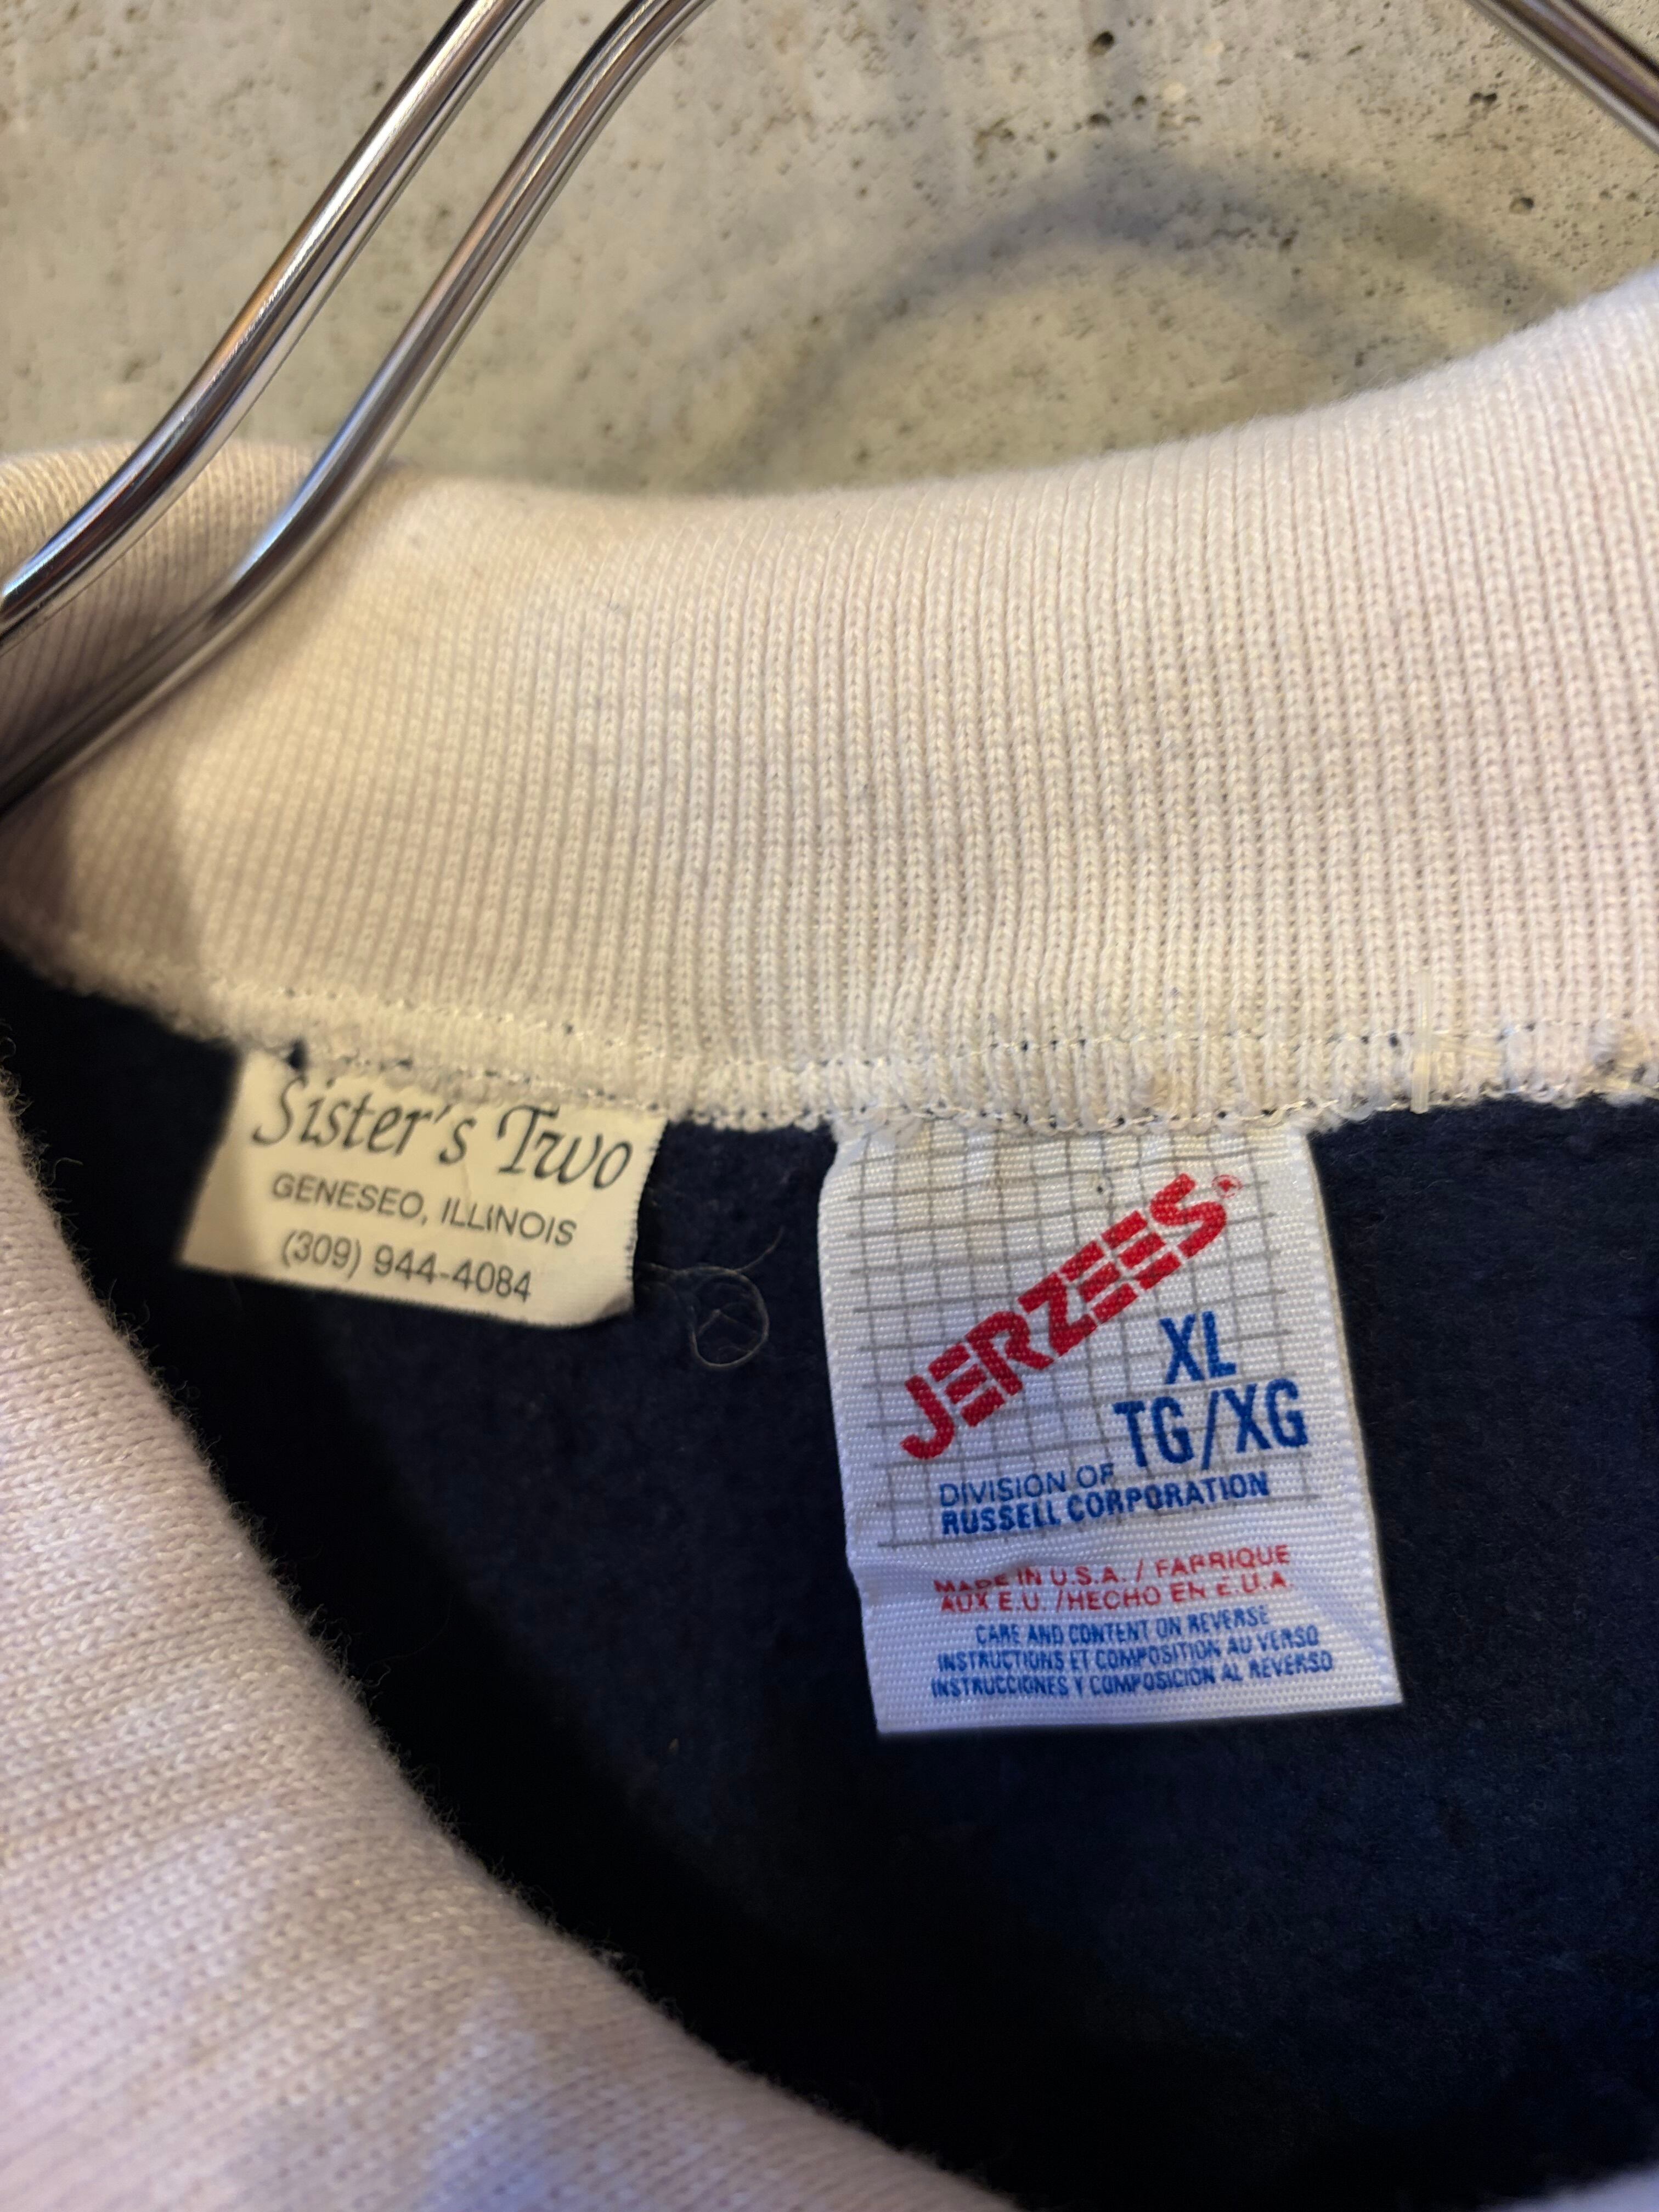 Sister's Two
GENESEO, ILLINOIS
(309) 944-4084
JERZEES®
XL
TG/XG
DIVISION OF
RUSSELL CORPORATION
MADE IN U.S.A. / FABRIQUE
AUX E.U. /HECHO EN E.U.A.
CARE AND CONTENT ON REVERSE
INSTRUCTIONS ET COMPOSITION AU VERSO
INSTRUCCIONES Y COMPOSICION AL REVERSO